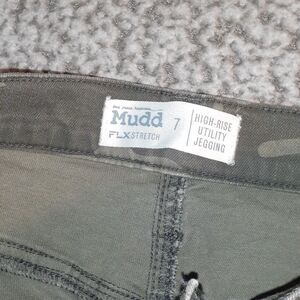 Mudd
FLX STRETCH
7
HIGH-RISE
UTILITY
JEGGING